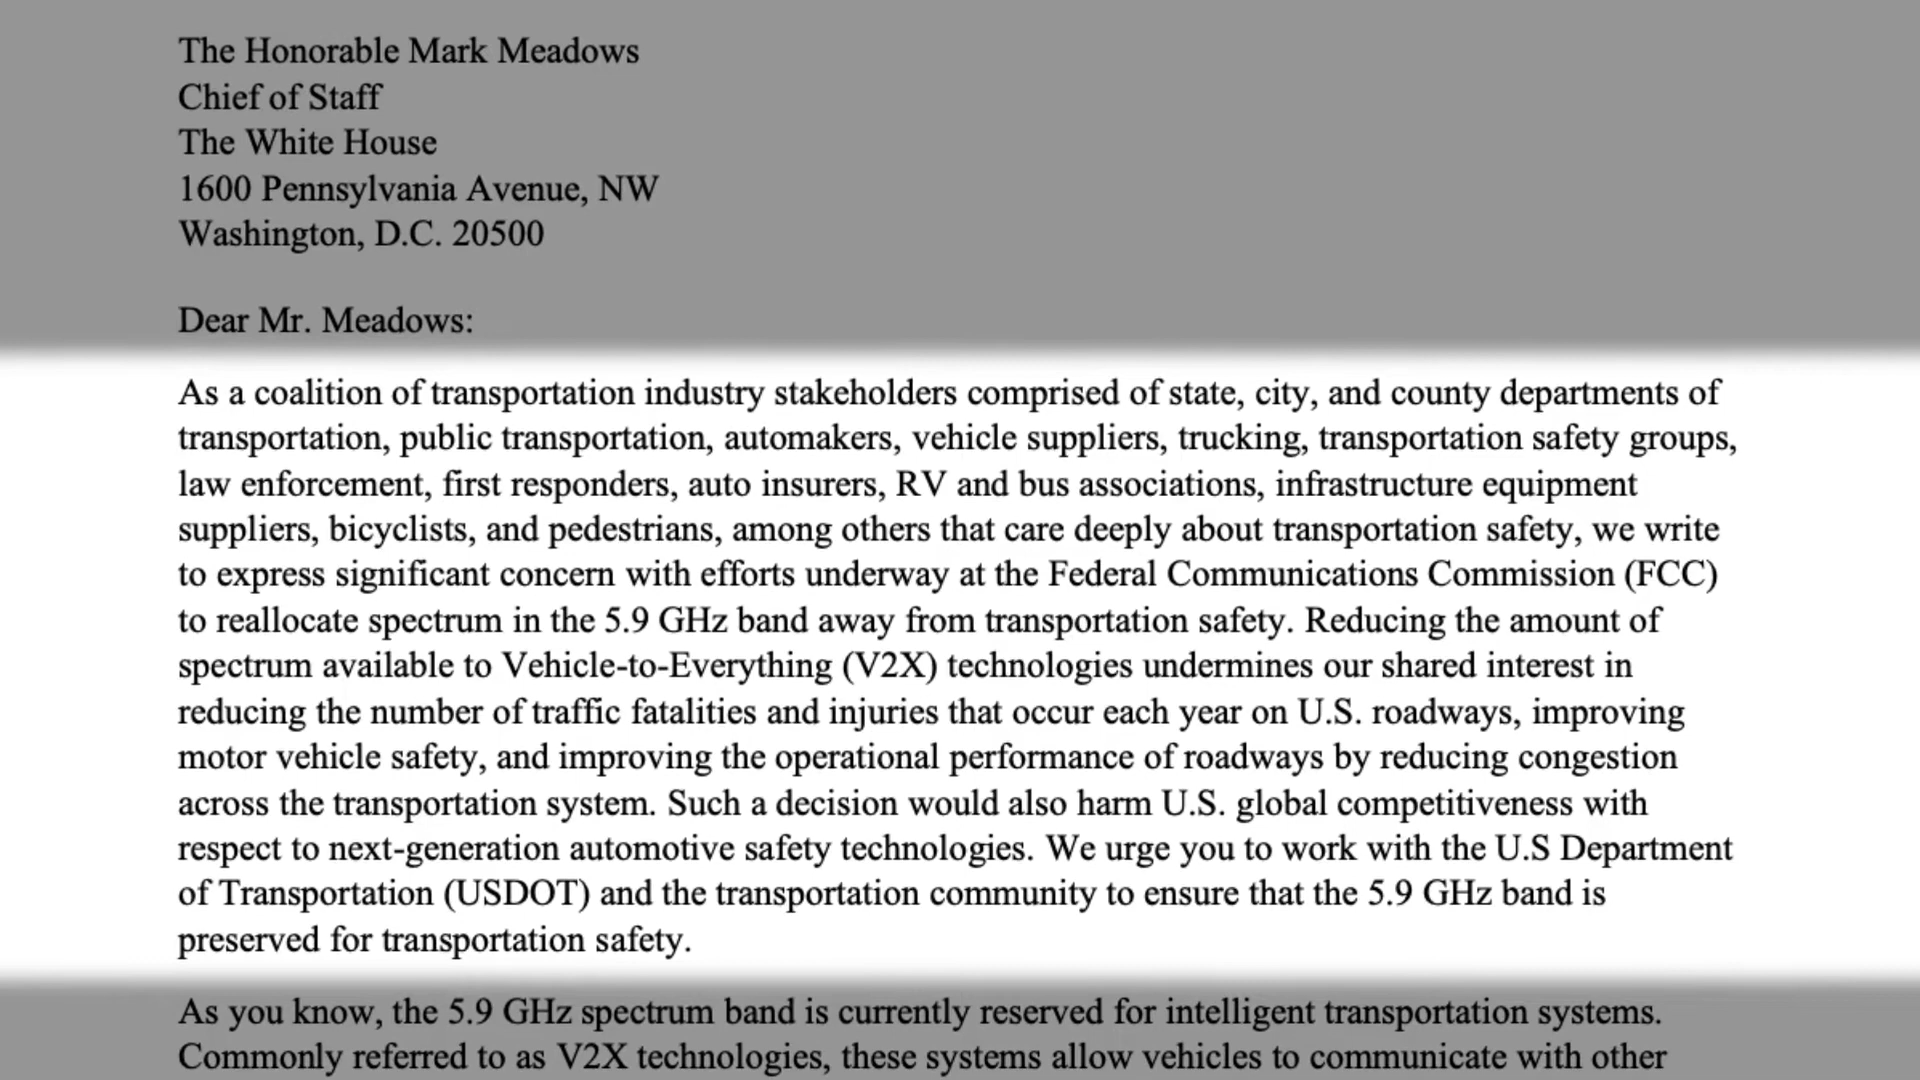 The Honorable Mark Meadows
Chief of Staff
The White House
1600 Pennsylvania Avenue, NW
Washington, D.C. 20500
Dear Mr. Meadows:
As a coalition of transportation industry stakeholders comprised of state, city, and county departments of
transportation, public transportation, automakers, vehicle suppliers, trucking, transportation safety groups,
law enforcement, first responders, auto insurers, RV and bus associations, infrastructure equipment
suppliers, bicyclists, and pedestrians, among others that care deeply about transportation safety, we write
to express significant concern with efforts underway at the Federal Communications Commission (FCC)
to reallocate spectrum in the 5.9 GHz band away from transportation safety. Reducing the amount of
spectrum available to Vehicle-to-Everything (V2X) technologies undermines our shared interest in
reducing the number of traffic fatalities and injuries that occur each year on U.S. roadways, improving
motor vehicle safety, and improving the operational performance of roadways by reducing congestion
across the transportation system. Such a decision would also harm U.S. global competitiveness with
respect to next-generation automotive safety technologies. We urge you to work with the U.S Department
of Transportation (USDOT) and the transportation community to ensure that the 5.9 GHz band is
preserved for transportation safety.
As you know, the 5.9 GHz spectrum band is currently reserved for intelligent transportation systems.
Commonly referred to as V2X technologies, these systems allow vehicles to communicate with other